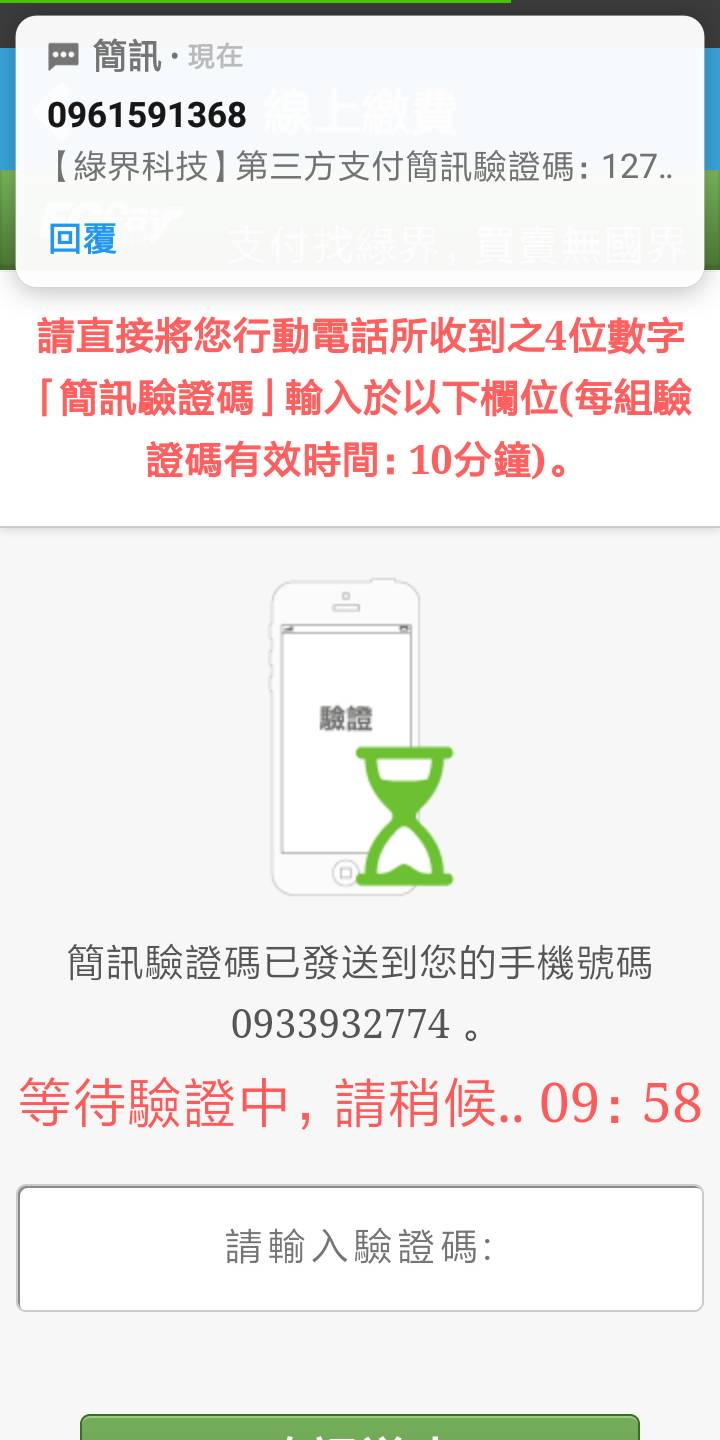 簡訊 · 現在
0961591368
線上繳費
【綠界科技】第三方支付簡訊驗證碼：127..
回覆
ECPay
支付找綠界，買賣無國界
請直接將您行動電話所收到之4位數字
「簡訊驗證碼」輸入於以下欄位(每組驗
證碼有效時間：10分鐘)。
驗證
簡訊驗證碼已發送到您的手機號碼
0933932774 。
等待驗證中，請稍候.. 09：58
請輸入驗證碼: